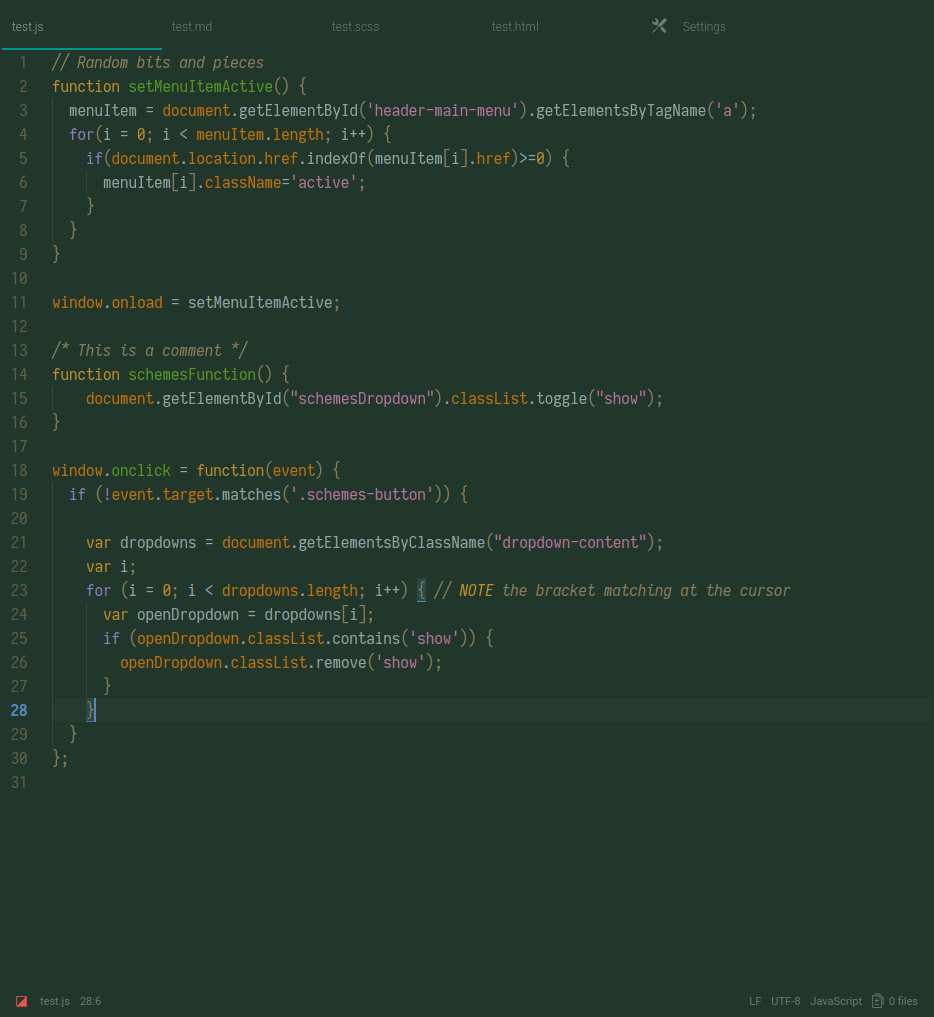 test.js test.md test.scss test.html Settings
1 // Random bits and pieces
2 function setMenuItemActive() {
3   menuItem = document.getElementById('header-main-menu').getElementsByTagName('a');
4   for(i = 0; i < menuItem.length; i++) {
5     if(document.location.href.indexOf(menuItem[i].href)>=0) {
6       menuItem[i].className='active';
7     }
8   }
9 }
10
11 window.onload = setMenuItemActive;
12
13 /* This is a comment */
14 function schemesFunction() {
15     document.getElementById("schemesDropdown").classList.toggle("show");
16 }
17
18 window.onclick = function(event) {
19   if (!event.target.matches('.schemes-button')) {
20
21     var dropdowns = document.getElementsByClassName("dropdown-content");
22     var i;
23     for (i = 0; i < dropdowns.length; i++) { // NOTE the bracket matching at the cursor
24       var openDropdown = dropdowns[i];
25       if (openDropdown.classList.contains('show')) {
26         openDropdown.classList.remove('show');
27       }
28     }
29   }
30 };
31
test.js 28:6 LF UTF-8 JavaScript 0 files